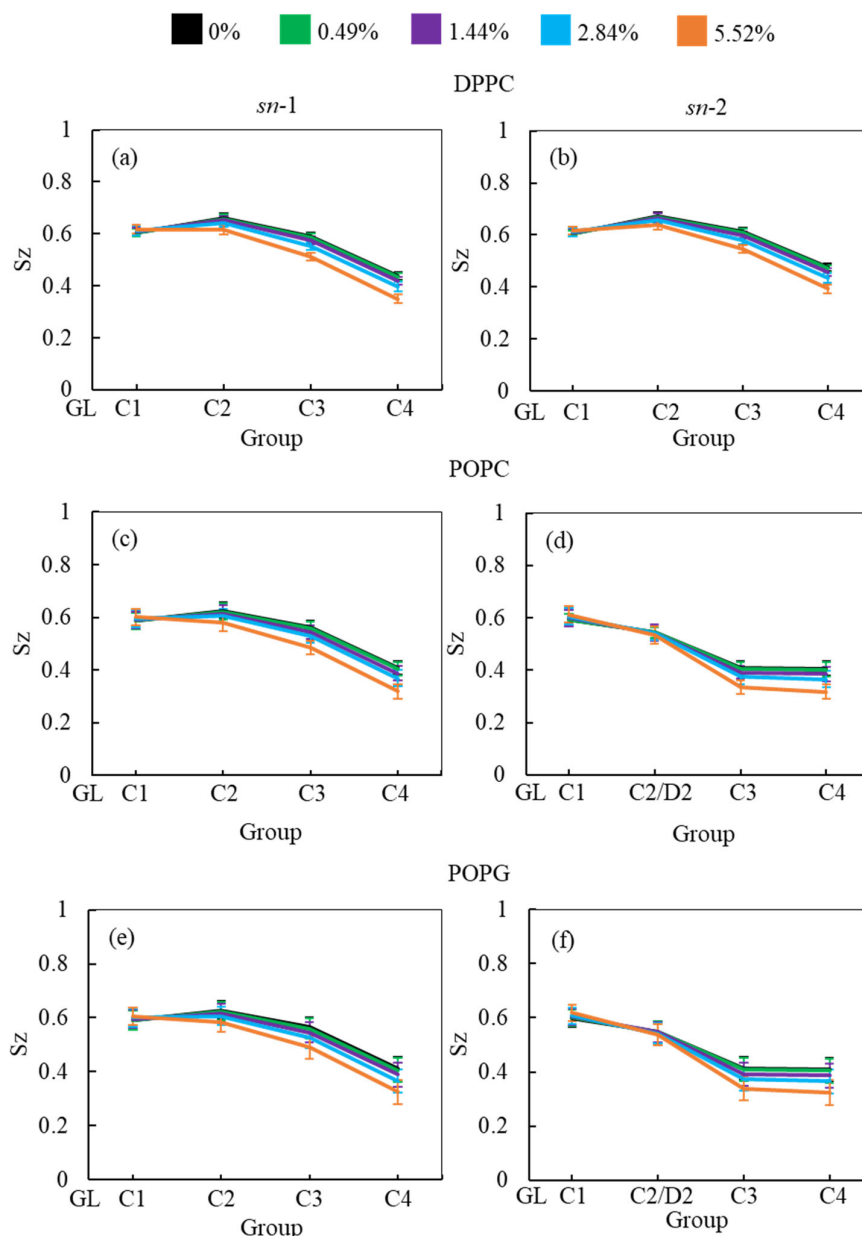 0% 0.49% 1.44% 2.84% 5.52%
DPPC
sn-1 sn-2
(a)
1
0.8
0.6
0.4
0.2
0
Sz
GL C1 C2 C3 C4
Group
(b)
1
0.8
0.6
0.4
0.2
0
Sz
GL C1 C2 C3 C4
Group
POPC
(c)
1
0.8
0.6
0.4
0.2
0
Sz
GL C1 C2 C3 C4
Group
(d)
1
0.8
0.6
0.4
0.2
0
Sz
GL C1 C2/D2 C3 C4
Group
POPG
(e)
1
0.8
0.6
0.4
0.2
0
Sz
GL C1 C2 C3 C4
Group
(f)
1
0.8
0.6
0.4
0.2
0
Sz
GL C1 C2/D2 C3 C4
Group